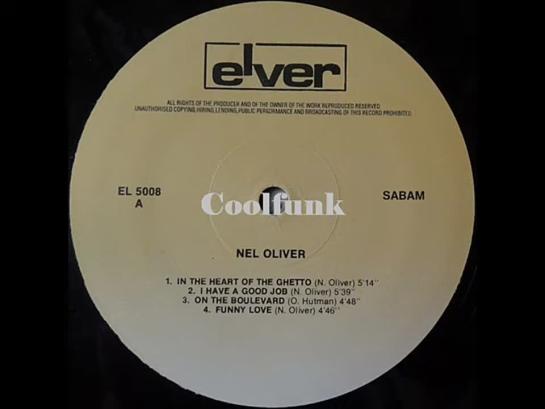 elver
ALL RIGHTS OF THE PRODUCER AND OF THE OWNER OF THE WORK REPRODUCED RESERVED
UNAUTHORISED COPYING, HIRING, LENDING, PUBLIC PERFORMANCE AND BROADCASTING OF THIS RECORD PROHIBITED
EL 5008
A
SABAM
Coolfunk
NEL OLIVER
1. IN THE HEART OF THE GHETTO (N. Oliver) 5'14"
2. I HAVE A GOOD JOB (N. Oliver) 5'39"
3. ON THE BOULEVARD (O. Hutman) 4'48"
4. FUNNY LOVE (N. Oliver) 4'46"